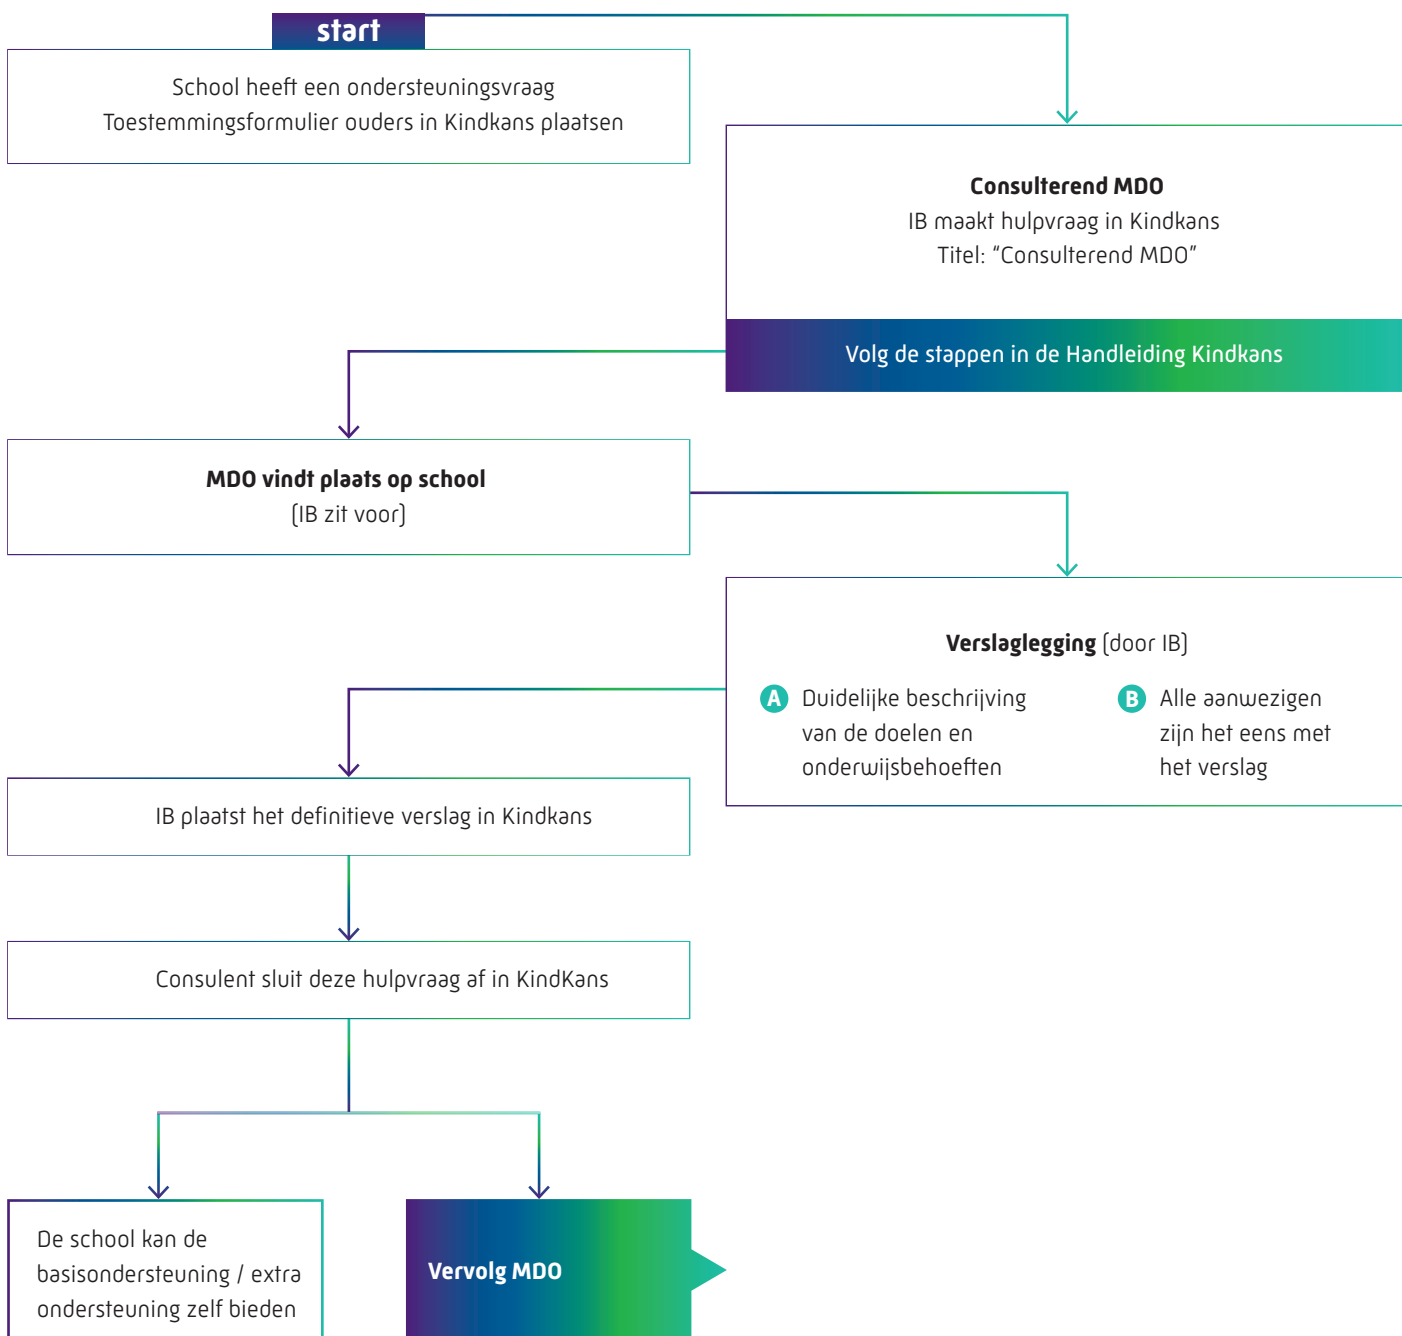 start
School heeft een ondersteuningsvraag
Toestemmingsformulier ouders in Kindkans plaatsen
Consulterend MDO
IB maakt hulpvraag in Kindkans
Titel: “Consulterend MDO”
Volg de stappen in de Handleiding Kindkans
MDO vindt plaats op school
(IB zit voor)
Verslaglegging (door IB)
A Duidelijke beschrijving
van de doelen en
onderwijsbehoeften
B Alle aanwezigen
zijn het eens met
het verslag
IB plaatst het definitieve verslag in Kindkans
Consulent sluit deze hulpvraag af in KindKans
De school kan de
basisondersteuning / extra
ondersteuning zelf bieden
Vervolg MDO